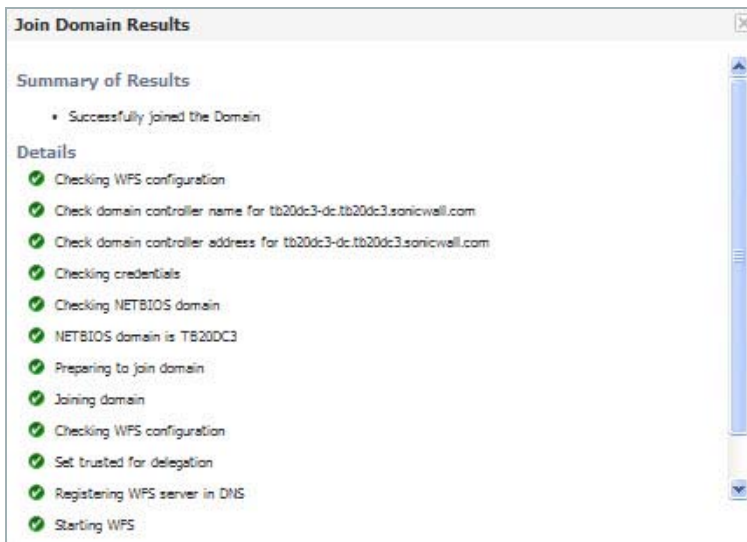 Join Domain Results
Summary of Results
• Successfully joined the Domain
Details
Checking WFS configuration
Check domain controller name for tb20dc3-dc.tb20dc3.sonicwall.com
Check domain controller address for tb20dc3-dc.tb20dc3.sonicwall.com
Checking credentials
Checking NETBIOS domain
NETBIOS domain is TB20DC3
Preparing to join domain
Joining domain
Checking WFS configuration
Set trusted for delegation
Registering WFS server in DNS
Starting WFS